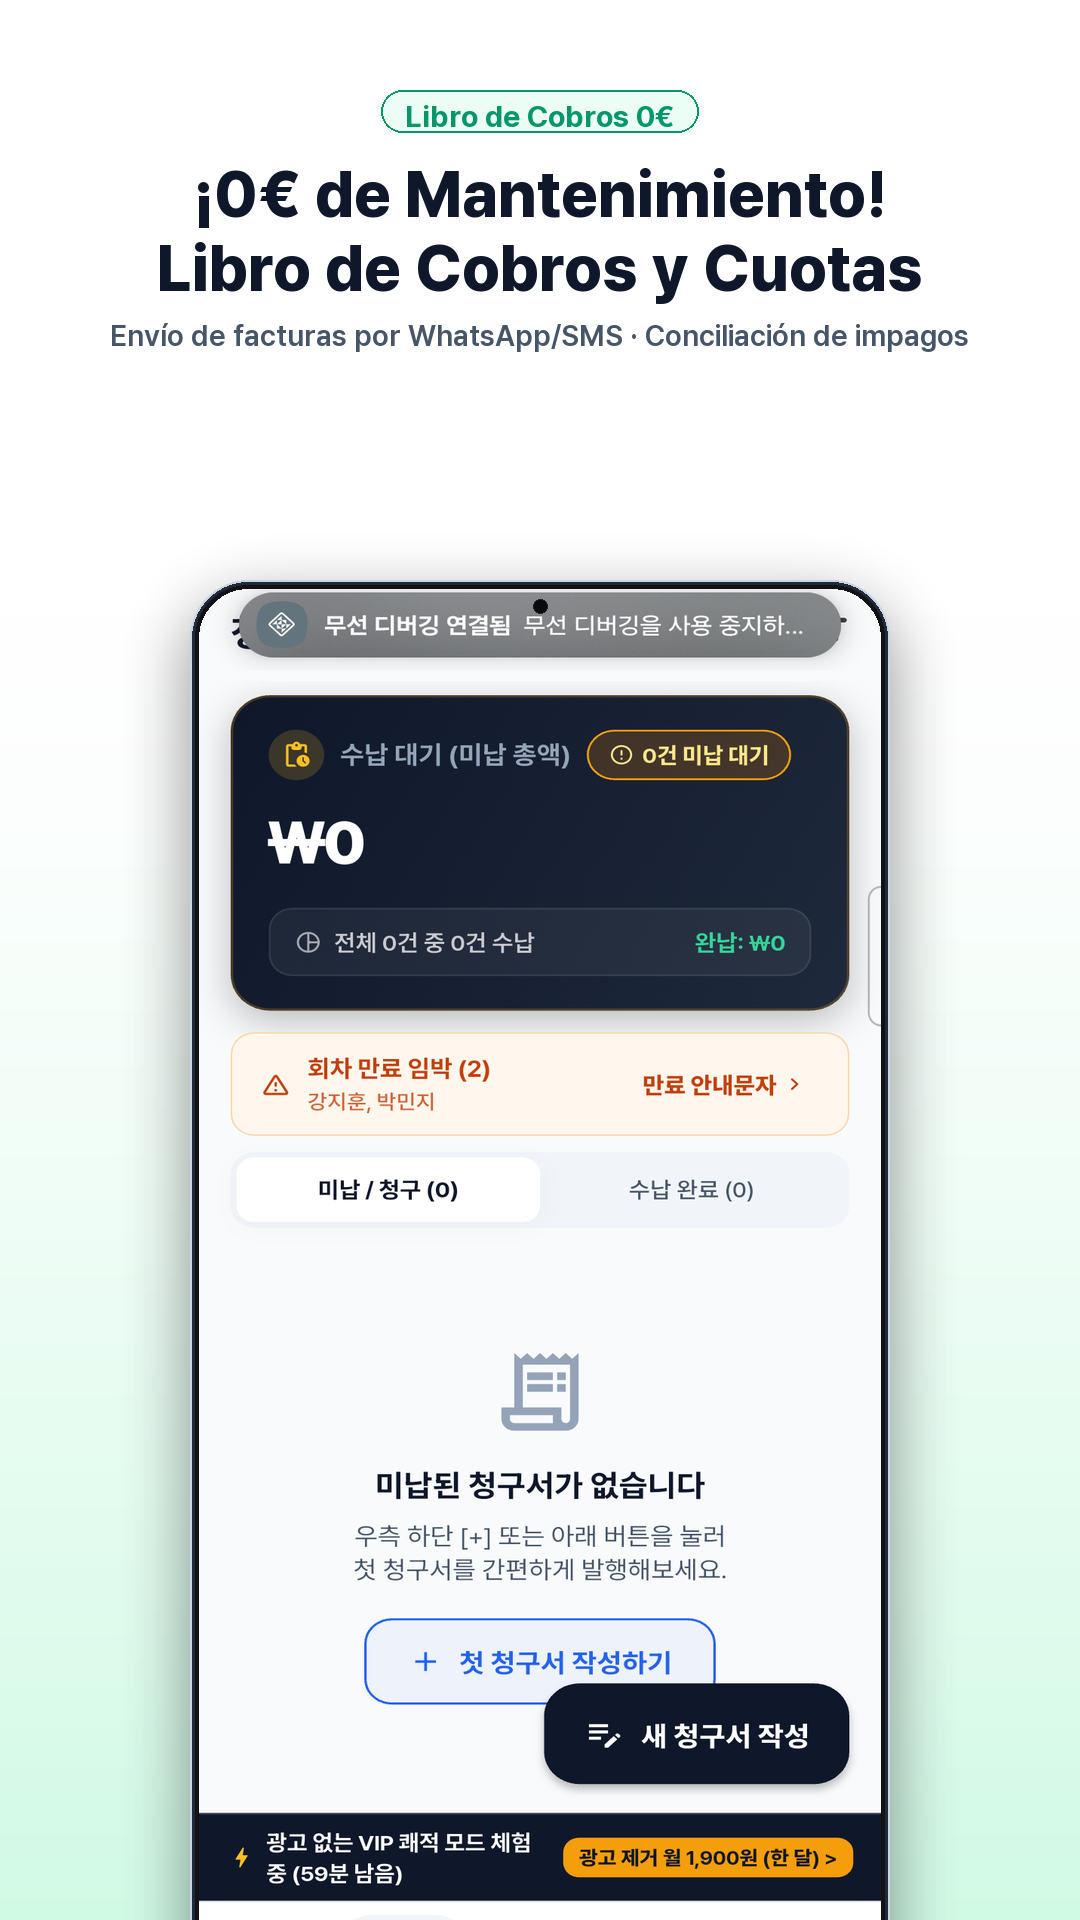 Libro de Cobros 0€
¡0€ de Mantenimiento!
Libro de Cobros y Cuotas
Envío de facturas por WhatsApp/SMS · Conciliación de impagos
무선 디버깅 연결됨 무선 디버깅을 사용 중지하...
수납 대기 (미납 총액)
0건 미납 대기
₩0
전체 0건 중 0건 수납
완납: ₩0
회차 만료 임박 (2)
강지훈, 박민지
만료 안내문자 >
미납 / 청구 (0)
수납 완료 (0)
미납된 청구서가 없습니다
우측 하단 [+] 또는 아래 버튼을 눌러
첫 청구서를 간편하게 발행해보세요.
+ 첫 청구서 작성하기
새 청구서 작성
광고 없는 VIP 쾌적 모드 체험
중 (59분 남음)
광고 제거 월 1,900원 (한 달) >